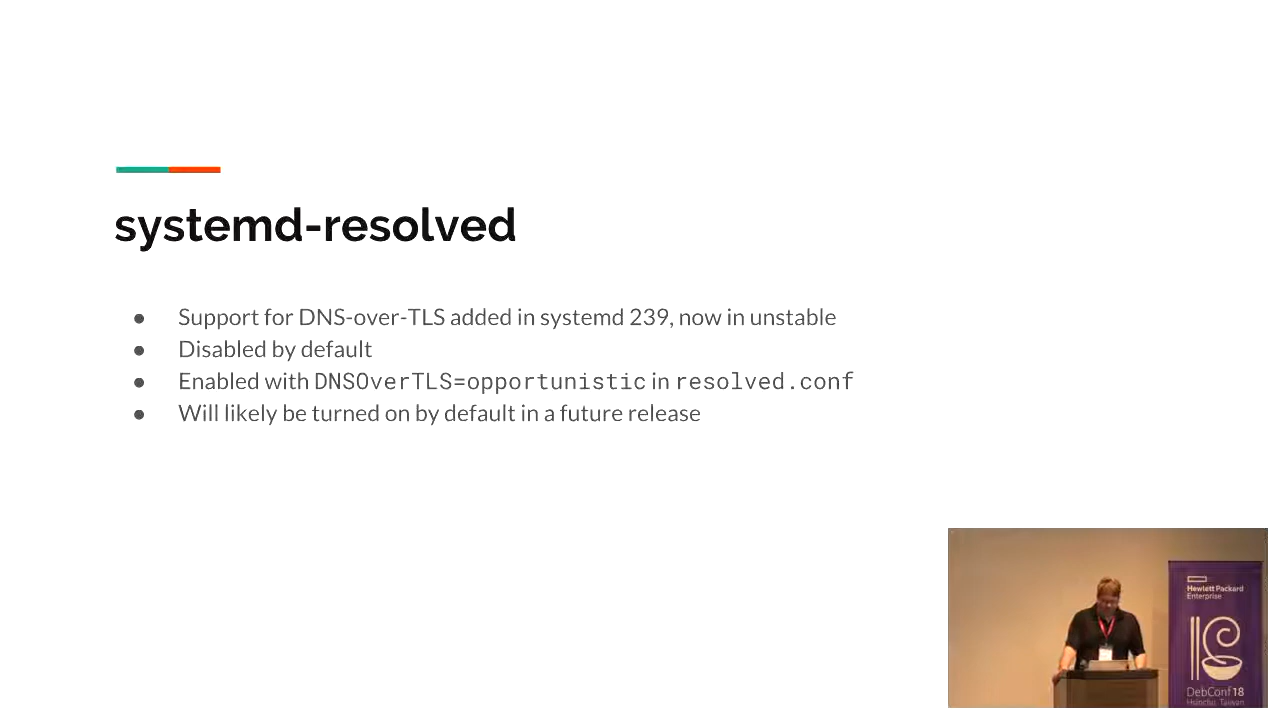 systemd-resolved
● Support for DNS-over-TLS added in systemd 239, now in unstable
● Disabled by default
● Enabled with DNSOverTLS=opportunistic in resolved.conf
● Will likely be turned on by default in a future release
Hewlett Packard
Enterprise
DebConf18
Hsinchu, Taiwan